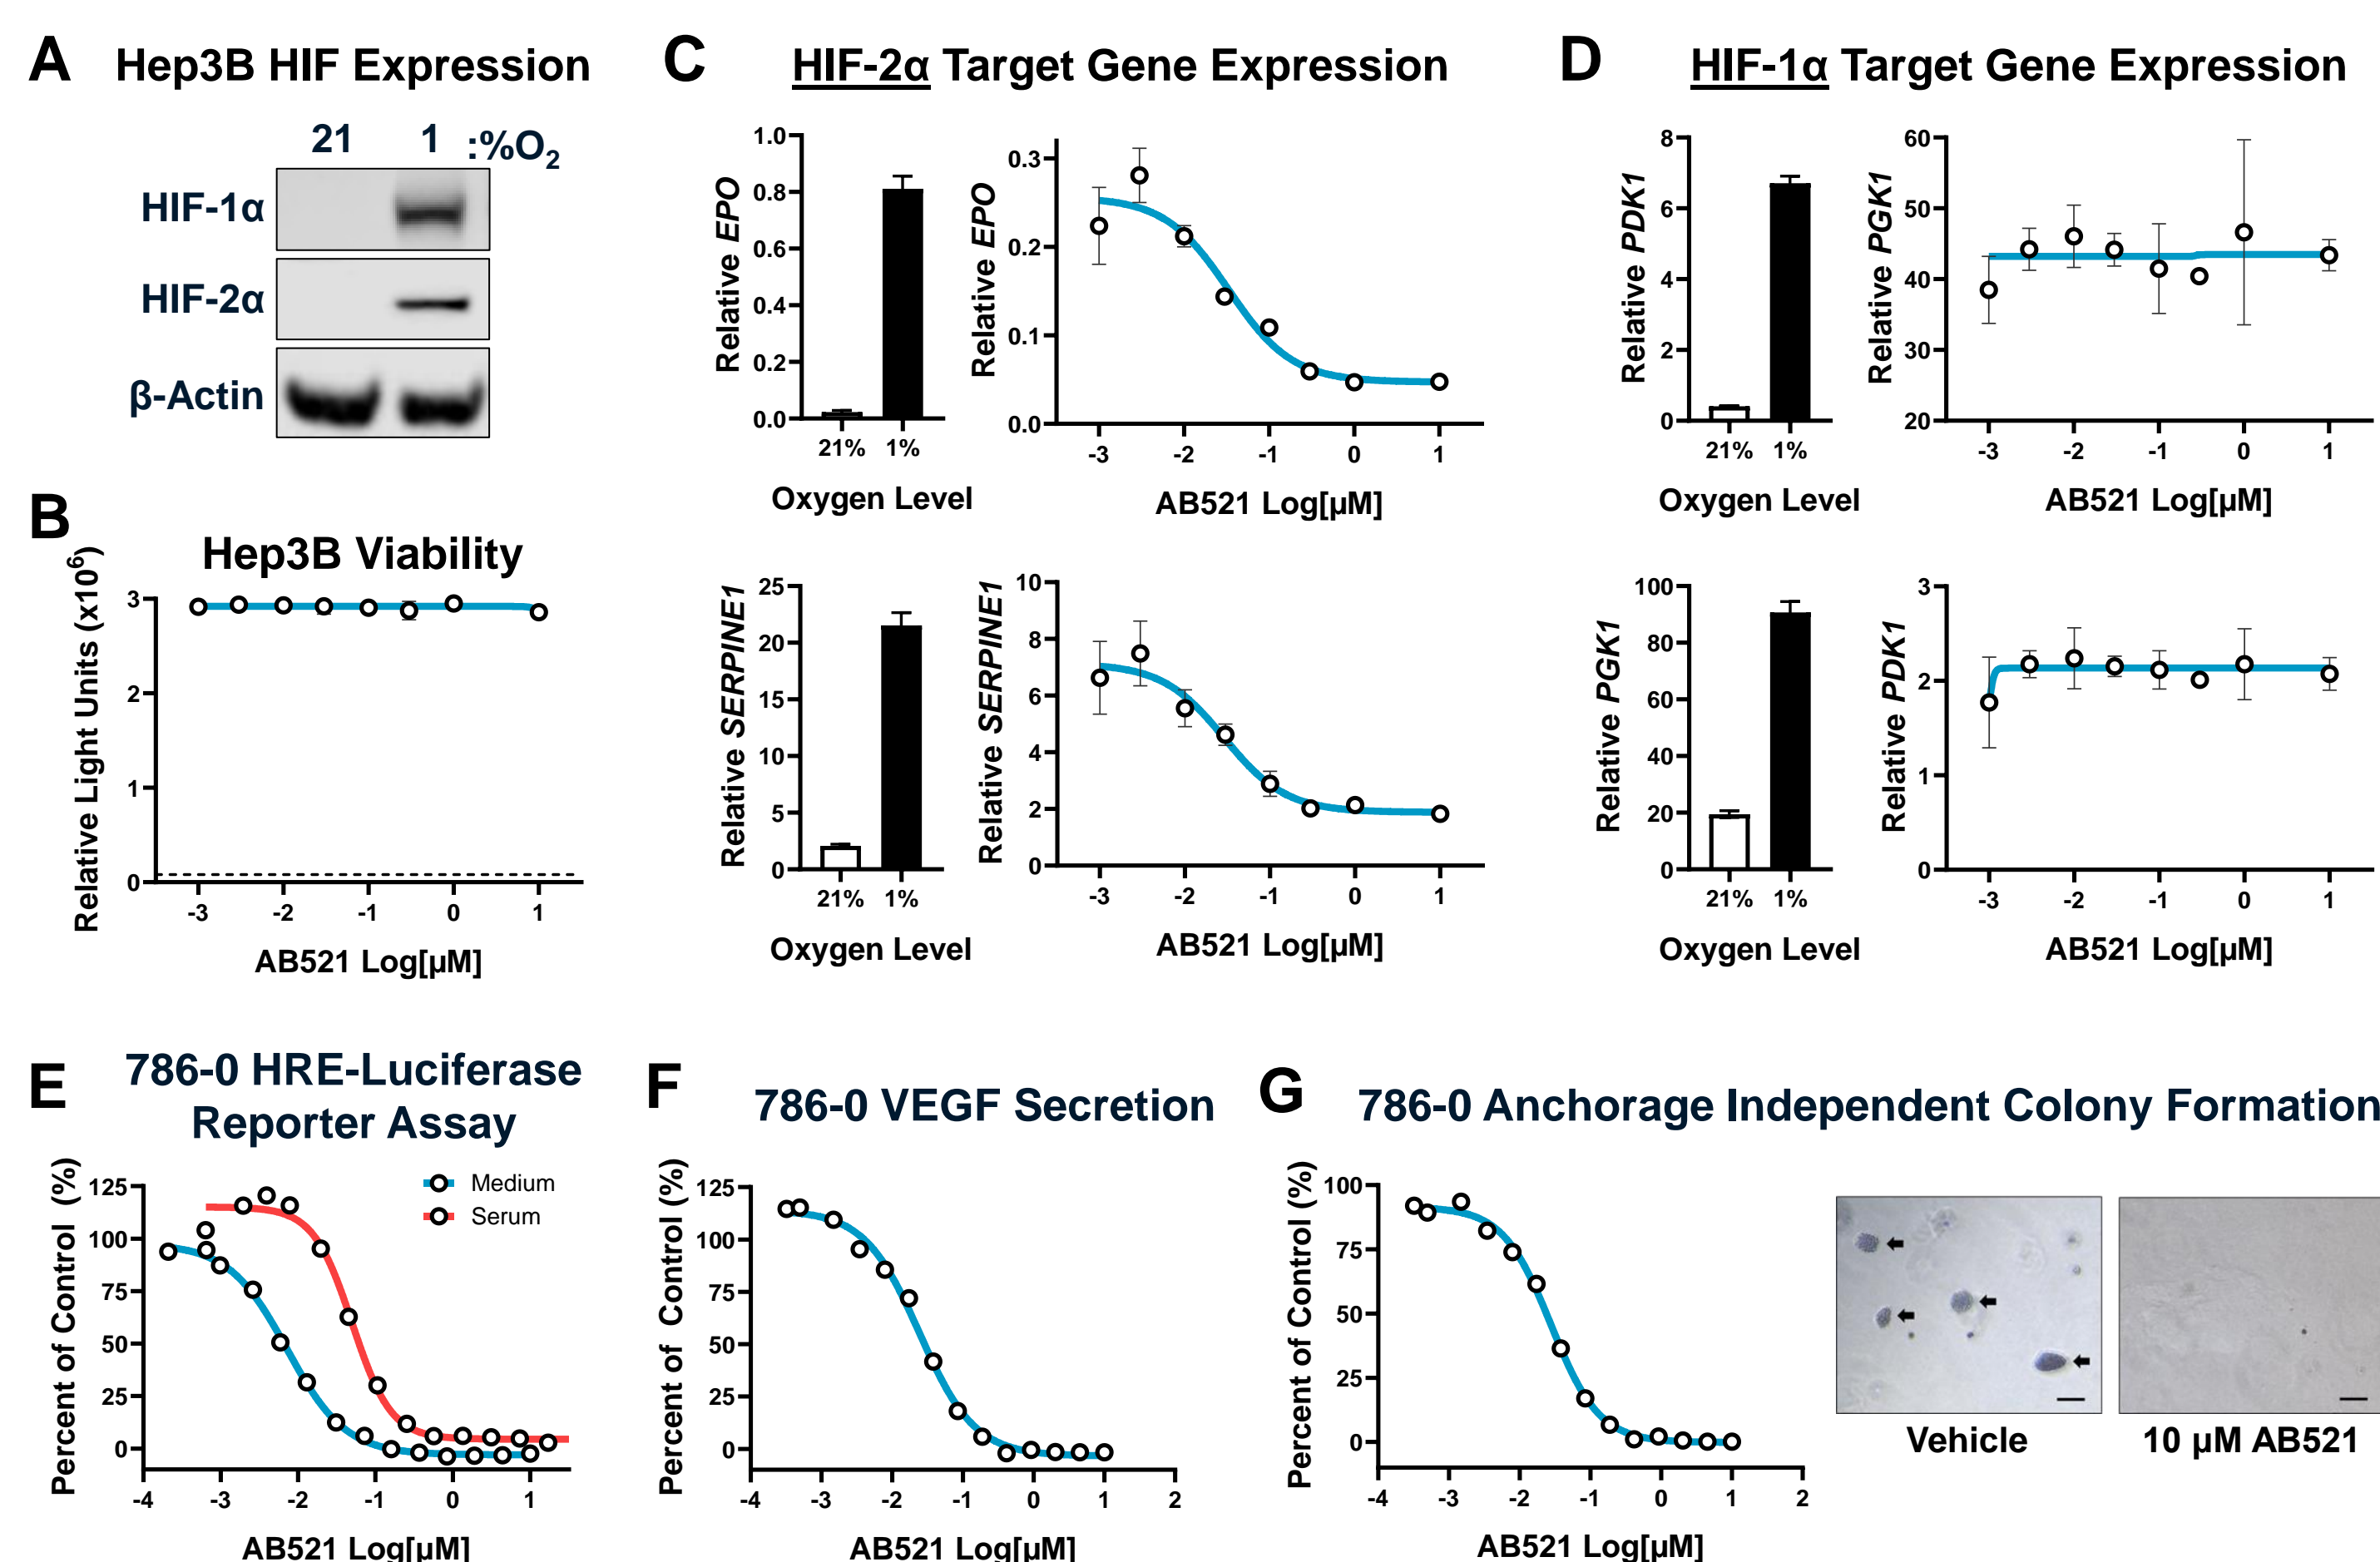 A Hep3B HIF Expression
21 1 :%O2
HIF-1α
HIF-2α
β-Actin
B
Hep3B Viability
Relative Light Units (x10^6)
3
2
1
0
-3 -2 -1 0 1
AB521 Log[µM]
C HIF-2α Target Gene Expression
Relative EPO
1.0
0.8
0.6
0.4
0.2
0.0
21% 1%
Oxygen Level
Relative EPO
0.3
0.2
0.1
0.0
-3 -2 -1 0 1
AB521 Log[µM]
Relative SERPINE1
25
20
15
10
5
0
21% 1%
Oxygen Level
Relative SERPINE1
10
8
6
4
2
0
-3 -2 -1 0 1
AB521 Log[µM]
D HIF-1α Target Gene Expression
Relative PDK1
8
6
4
2
0
21% 1%
Oxygen Level
Relative PGK1
60
50
40
30
20
-3 -2 -1 0 1
AB521 Log[µM]
Relative PGK1
100
80
60
40
20
0
21% 1%
Oxygen Level
Relative PDK1
3
2
1
0
-3 -2 -1 0 1
AB521 Log[µM]
E 786-0 HRE-Luciferase
Reporter Assay
Percent of Control (%)
125
100
75
50
25
0
Medium
Serum
-4 -3 -2 -1 0 1
AB521 Log[µM]
F 786-0 VEGF Secretion
Percent of Control (%)
125
100
75
50
25
0
-4 -3 -2 -1 0 1 2
AB521 Log[µM]
G 786-0 Anchorage Independent Colony Formation
Percent of Control (%)
100
75
50
25
0
-4 -3 -2 -1 0 1 2
AB521 Log[µM]
Vehicle
10 µM AB521